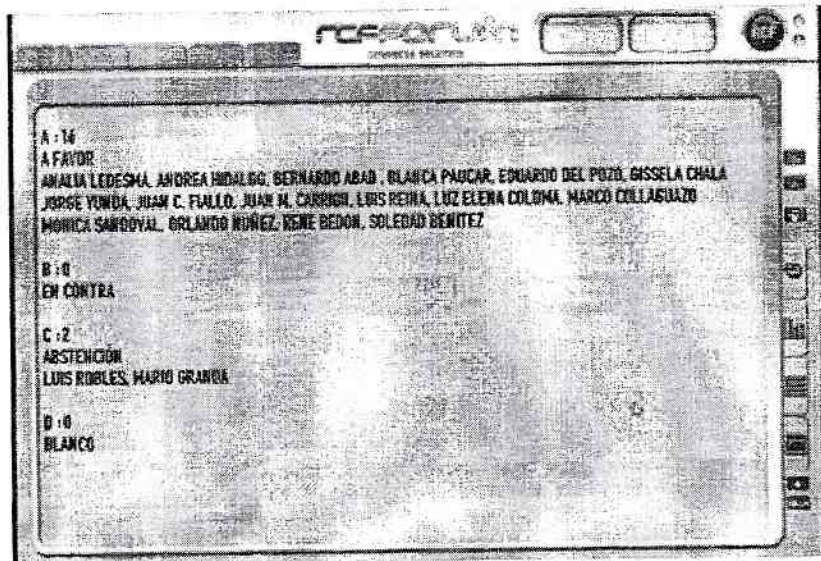 A : 16
A FAVOR
ANALIA LEDESMA, ANDREA HIDALGO, BERNARDO ABAD , BLANCA PAUCAR, EDUARDO DEL POZO, GISSELA CHALA
JORGE YUNDA, JUAN C. FIALLO, JUAN M. CARRION, LUIS REINA, LUZ ELENA COLOMA, MARCO COLLAGUAZO
MONICA SANDOVAL, ORLANDO NUÑEZ, RENE BEDON, SOLEDAD BENITEZ
B : 0
EN CONTRA
C : 2
ABSTENCIÓN
LUIS ROBLES, MARIO GRANDA
D : 0
BLANCO